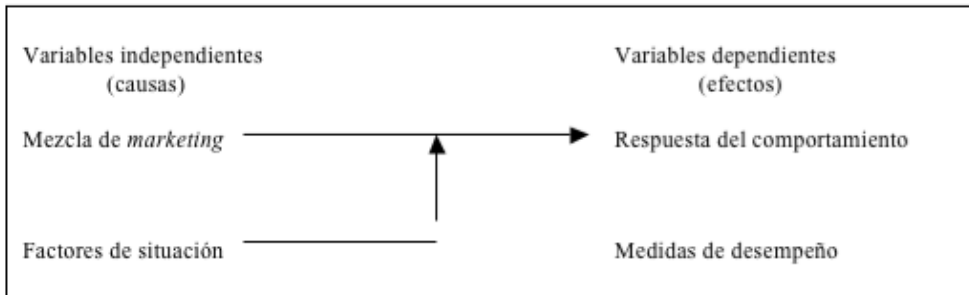 Variables independientes
(causas)
Variables dependientes
(efectos)
Mezcla de marketing
Respuesta del comportamiento
Factores de situación
Medidas de desempeño